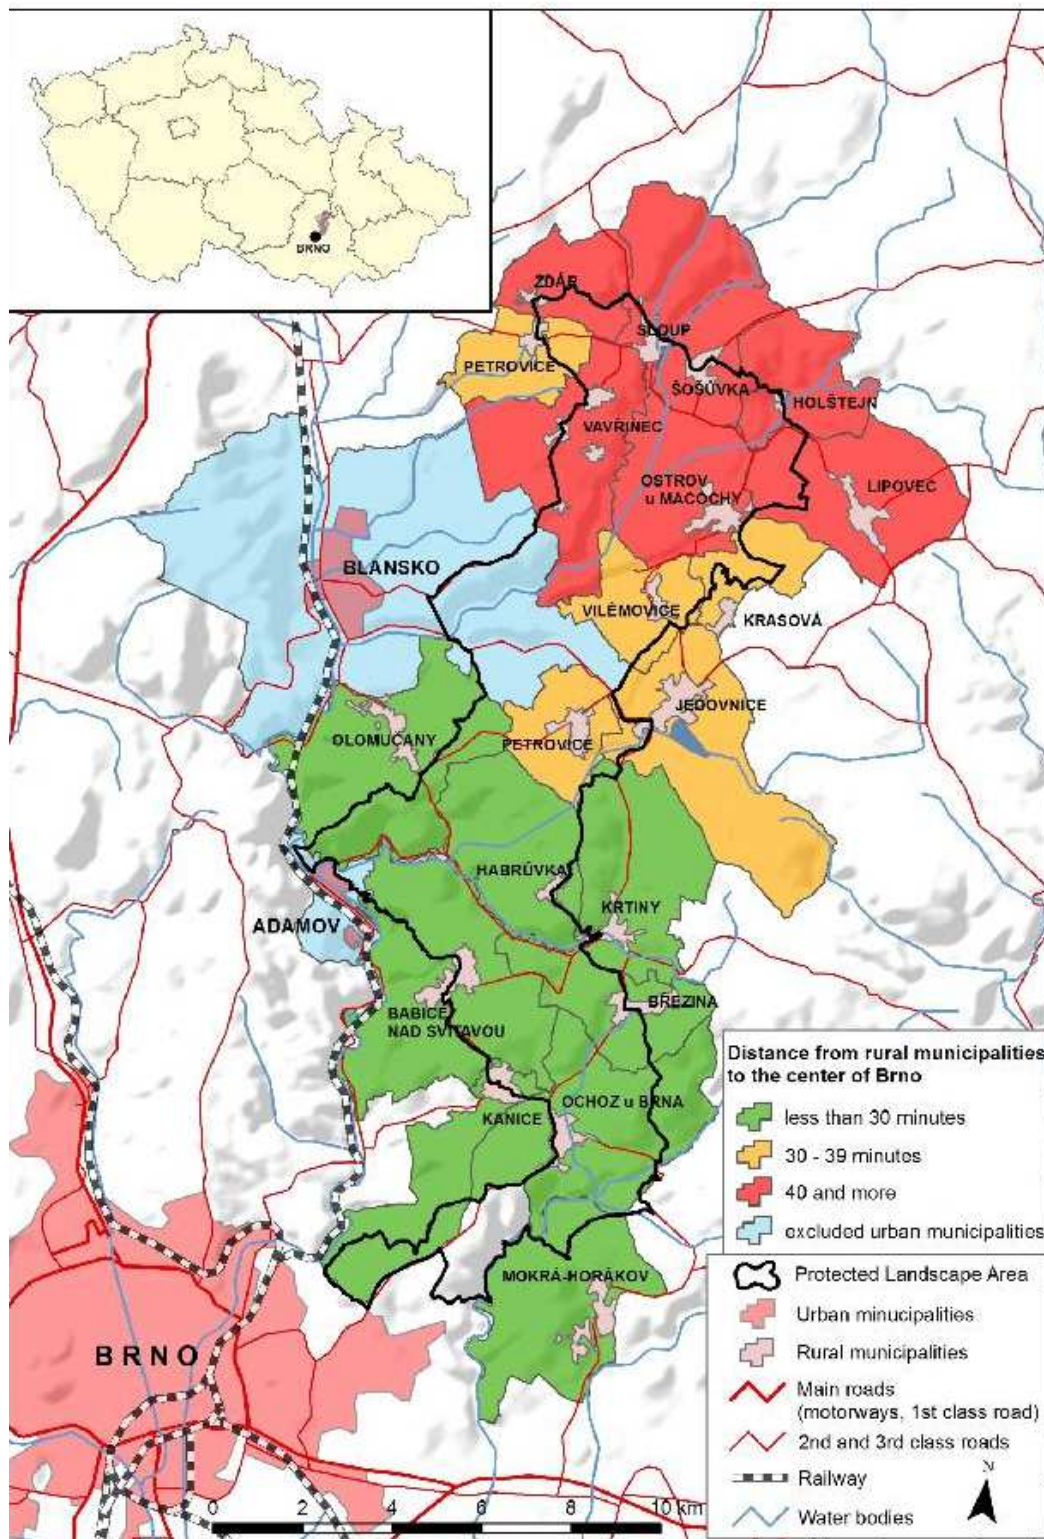 BRNO
ŽDÁR
SLOUP
PETROVICE
ŠOŠŮVKA
HOLŠTEJN
VAVŘINEC
OSTROV
u MACOCHY
LIPOVEC
BLANSKO
VILÉMOVICE
KRASOVÁ
JEDOVNICE
OLOMUČANY
PETROVICE
HABRŮVKA
KRTINY
ADAMOV
BABICE
NAD SVITAVOU
BŘEZINA
KANICE
OCHOZ u BRNA
MOKRÁ-HORÁKOV
BRNO
Distance from rural municipalities
to the center of Brno
less than 30 minutes
30 - 39 minutes
40 and more
excluded urban municipalities
Protected Landscape Area
Urban minucipalities
Rural municipalities
Main roads
(motorways, 1st class road)
2nd and 3rd class roads
Railway
Water bodies
N
0 2 4 6 8 10 km